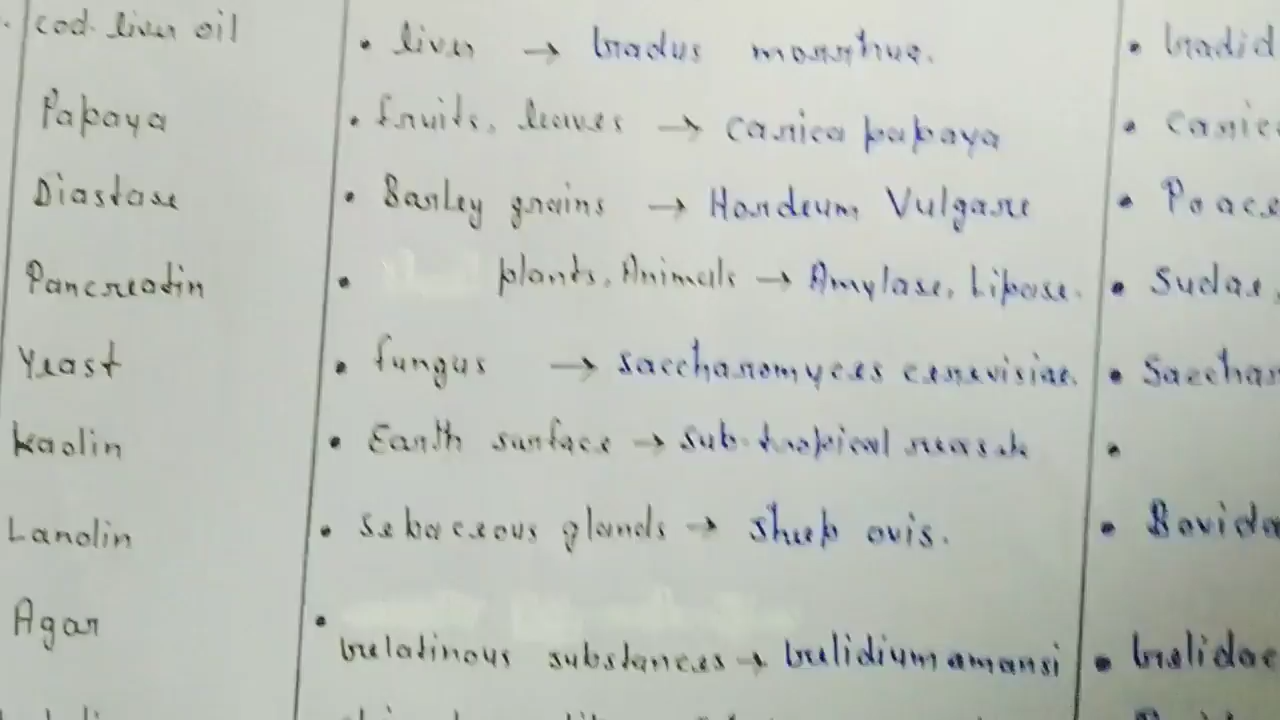 cod liver oil • liver → Gadus morrhua. • Gadid
Papaya • fruits, leaves → carica papaya • caric
Diastase • Barley grains → Hordeum Vulgare • Poace
Pancreatin • plants, Animals → Amylase, Lipase. • Sudae,
Yeast • fungus → saccharomyces cerevisiae. • Sacchar
Kaolin • Earth surface → sub-tropical •
Lanolin • sebaceous glands → sheep ovis. • Bovida
Agar •
Gelatinous substances → Gelidium amansi • Gelidae